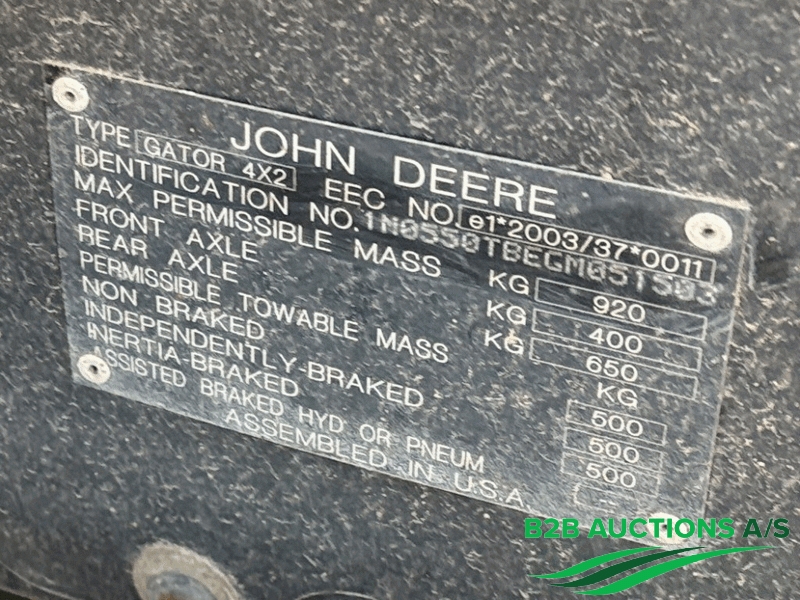 JOHN DEERE
TYPE GATOR 4X2 EEC NO. e1*2003/37*0011
IDENTIFICATION NO. 1M0550TBEGM051503
MAX PERMISSIBLE MASS KG 920
FRONT AXLE KG 400
REAR AXLE KG 650
PERMISSIBLE TOWABLE MASS KG
NON BRAKED 500
INDEPENDENTLY-BRAKED 500
INERTIA-BRAKED 500
ASSISTED BRAKED HYD OR PNEUM
ASSEMBLED IN U.S.A.
B2B AUCTIONS A/S